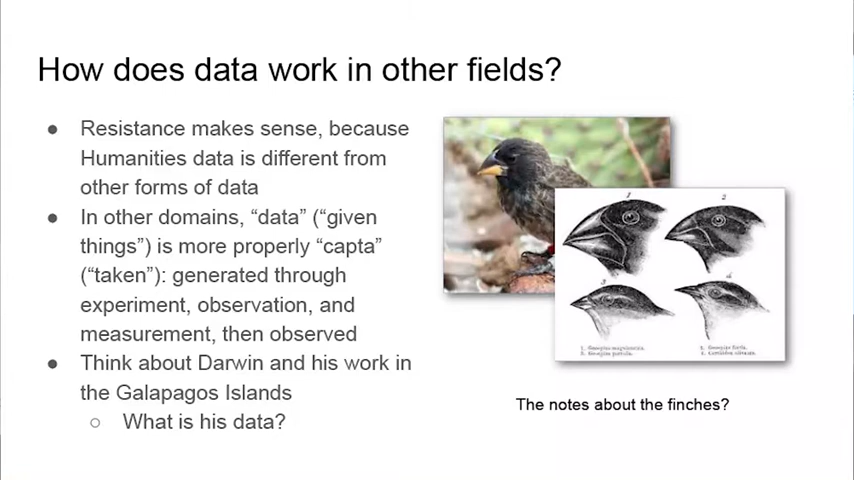 How does data work in other fields?
● Resistance makes sense, because
Humanities data is different from
other forms of data
● In other domains, “data” (“given
things”) is more properly “capta”
(“taken”): generated through
experiment, observation, and
measurement, then observed
● Think about Darwin and his work in
the Galapagos Islands
○ What is his data?
1
2
3
4
The notes about the finches?